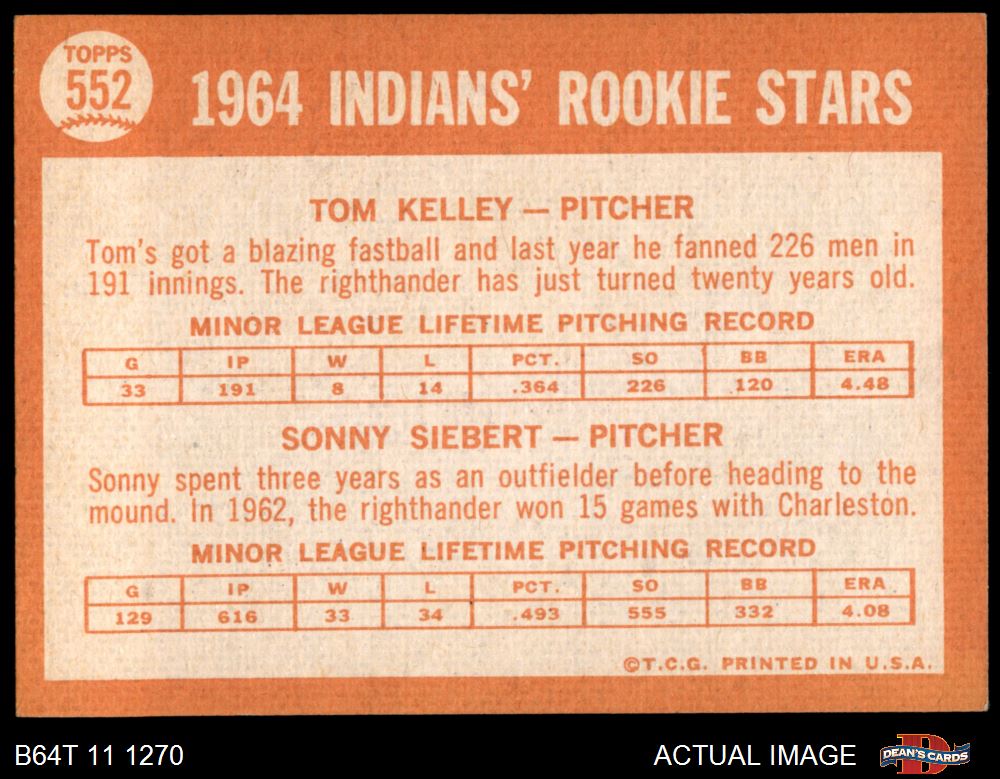 TOPPS
552
1964 INDIANS' ROOKIE STARS
TOM KELLEY — PITCHER
Tom's got a blazing fastball and last year he fanned 226 men in
191 innings. The righthander has just turned twenty years old.
MINOR LEAGUE LIFETIME PITCHING RECORD
G IP W L PCT. SO BB ERA
33 191 8 14 .364 226 120 4.48
SONNY SIEBERT — PITCHER
Sonny spent three years as an outfielder before heading to the
mound. In 1962, the righthander won 15 games with Charleston.
MINOR LEAGUE LIFETIME PITCHING RECORD
G IP W L PCT. SO BB ERA
129 616 33 34 .493 555 332 4.08
©T.C.G. PRINTED IN U.S.A.
B64T 11 1270
ACTUAL IMAGE
DEAN'S CARDS